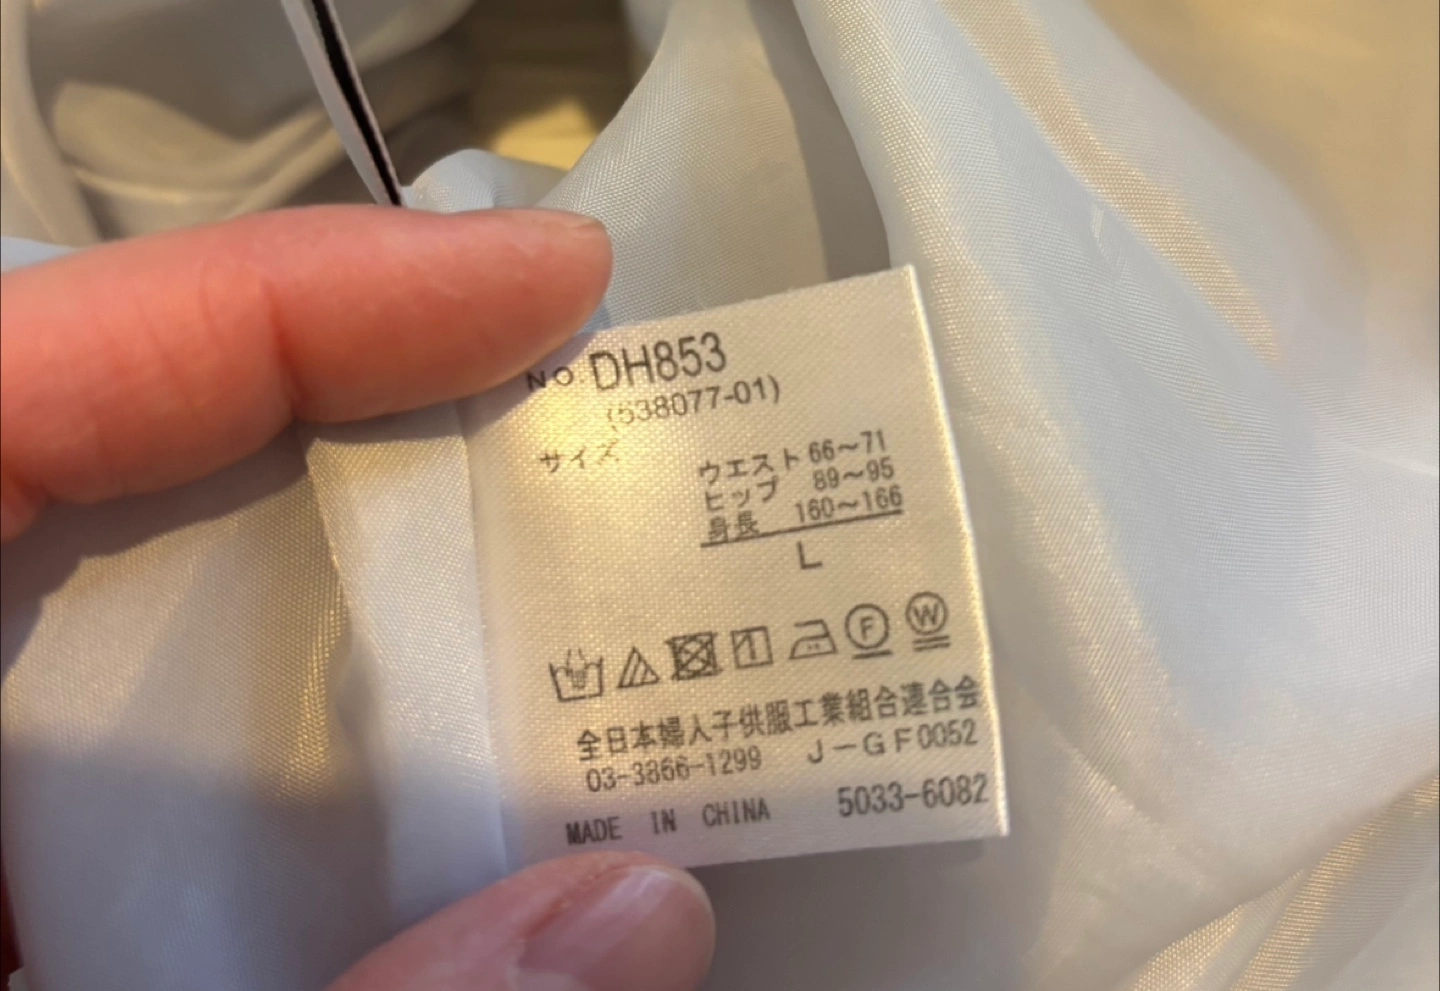 NO. DH853
(538077-01)
サイズ
ウエスト 66～71
ヒップ 89～95
身長 160～166
L
F W
全日本婦人子供服工業組合連合会
03-3866-1299 J-GF0052
MADE IN CHINA 5033-6082